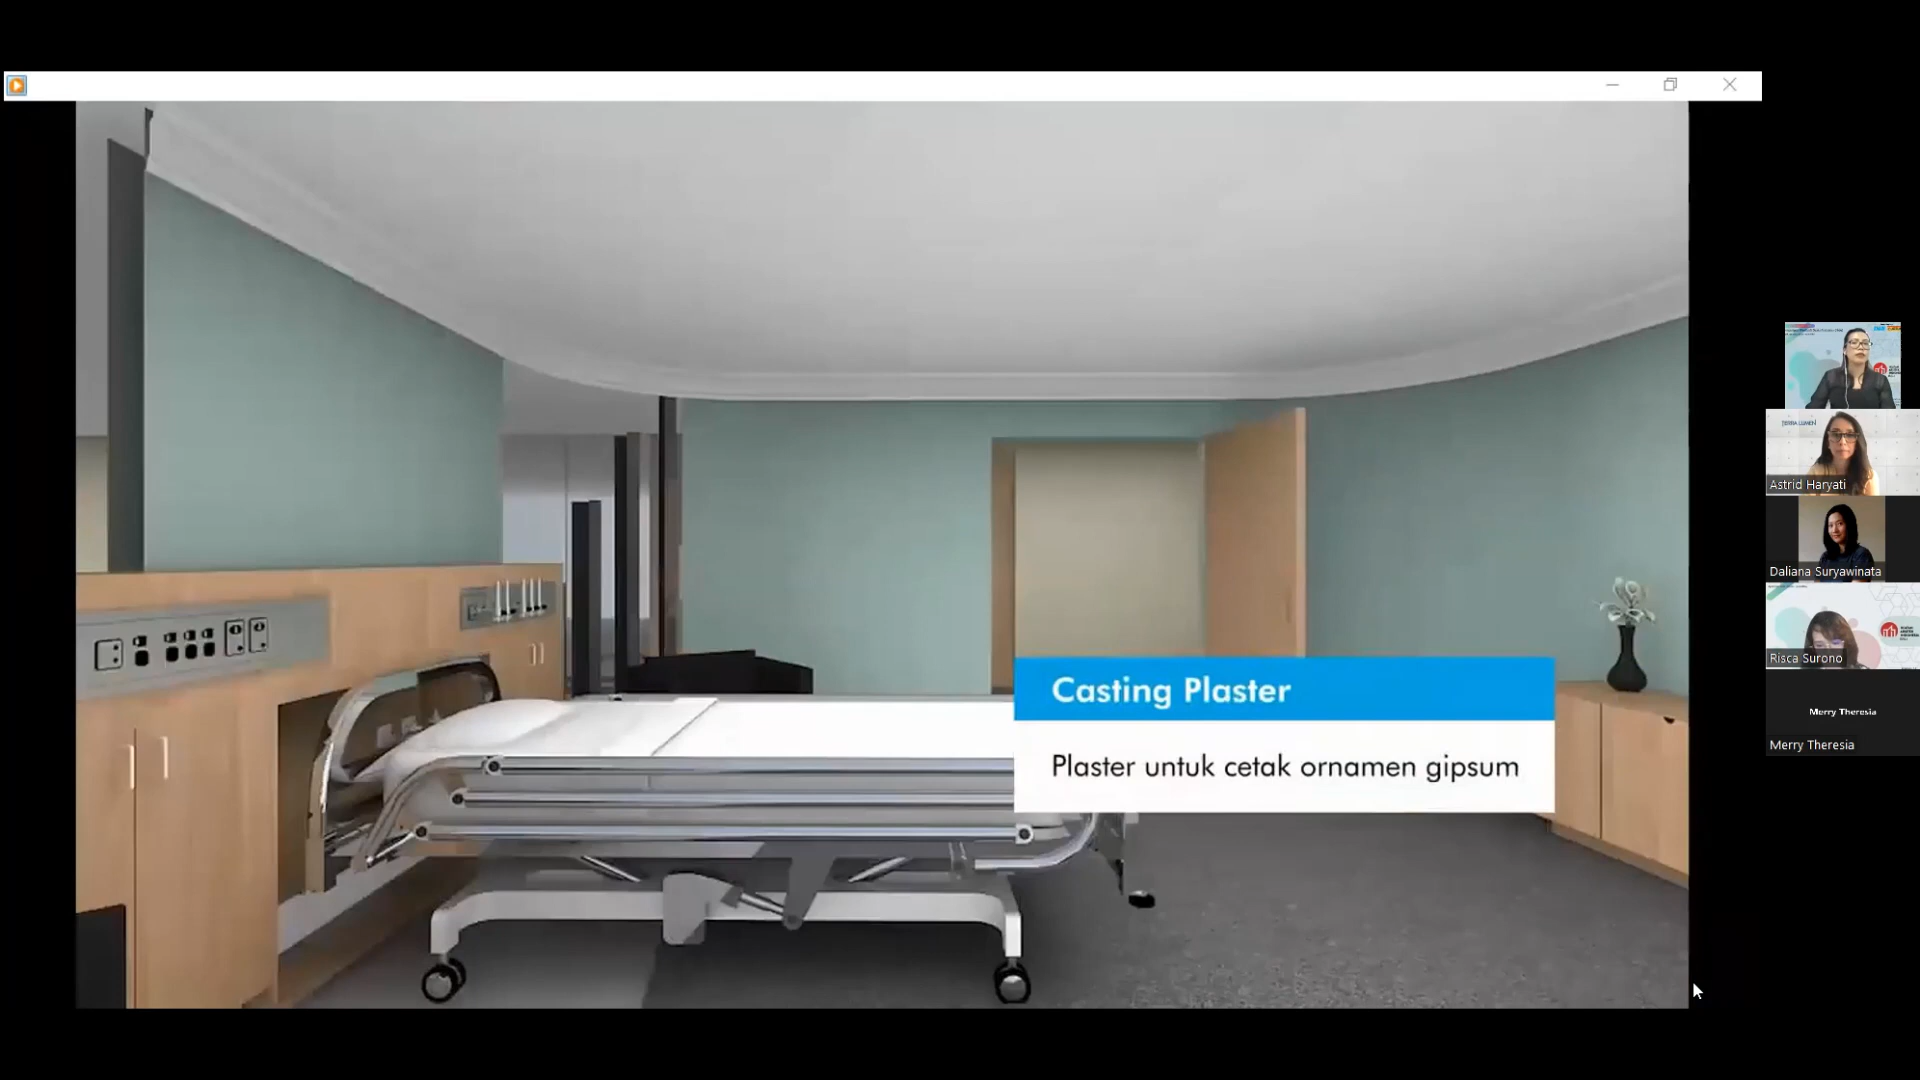 Casting Plaster
Plaster untuk cetak ornamen gipsum
Astrid Haryati
Daliana Suryawinata
Risca Surono
Merry Theresia
Merry Theresia